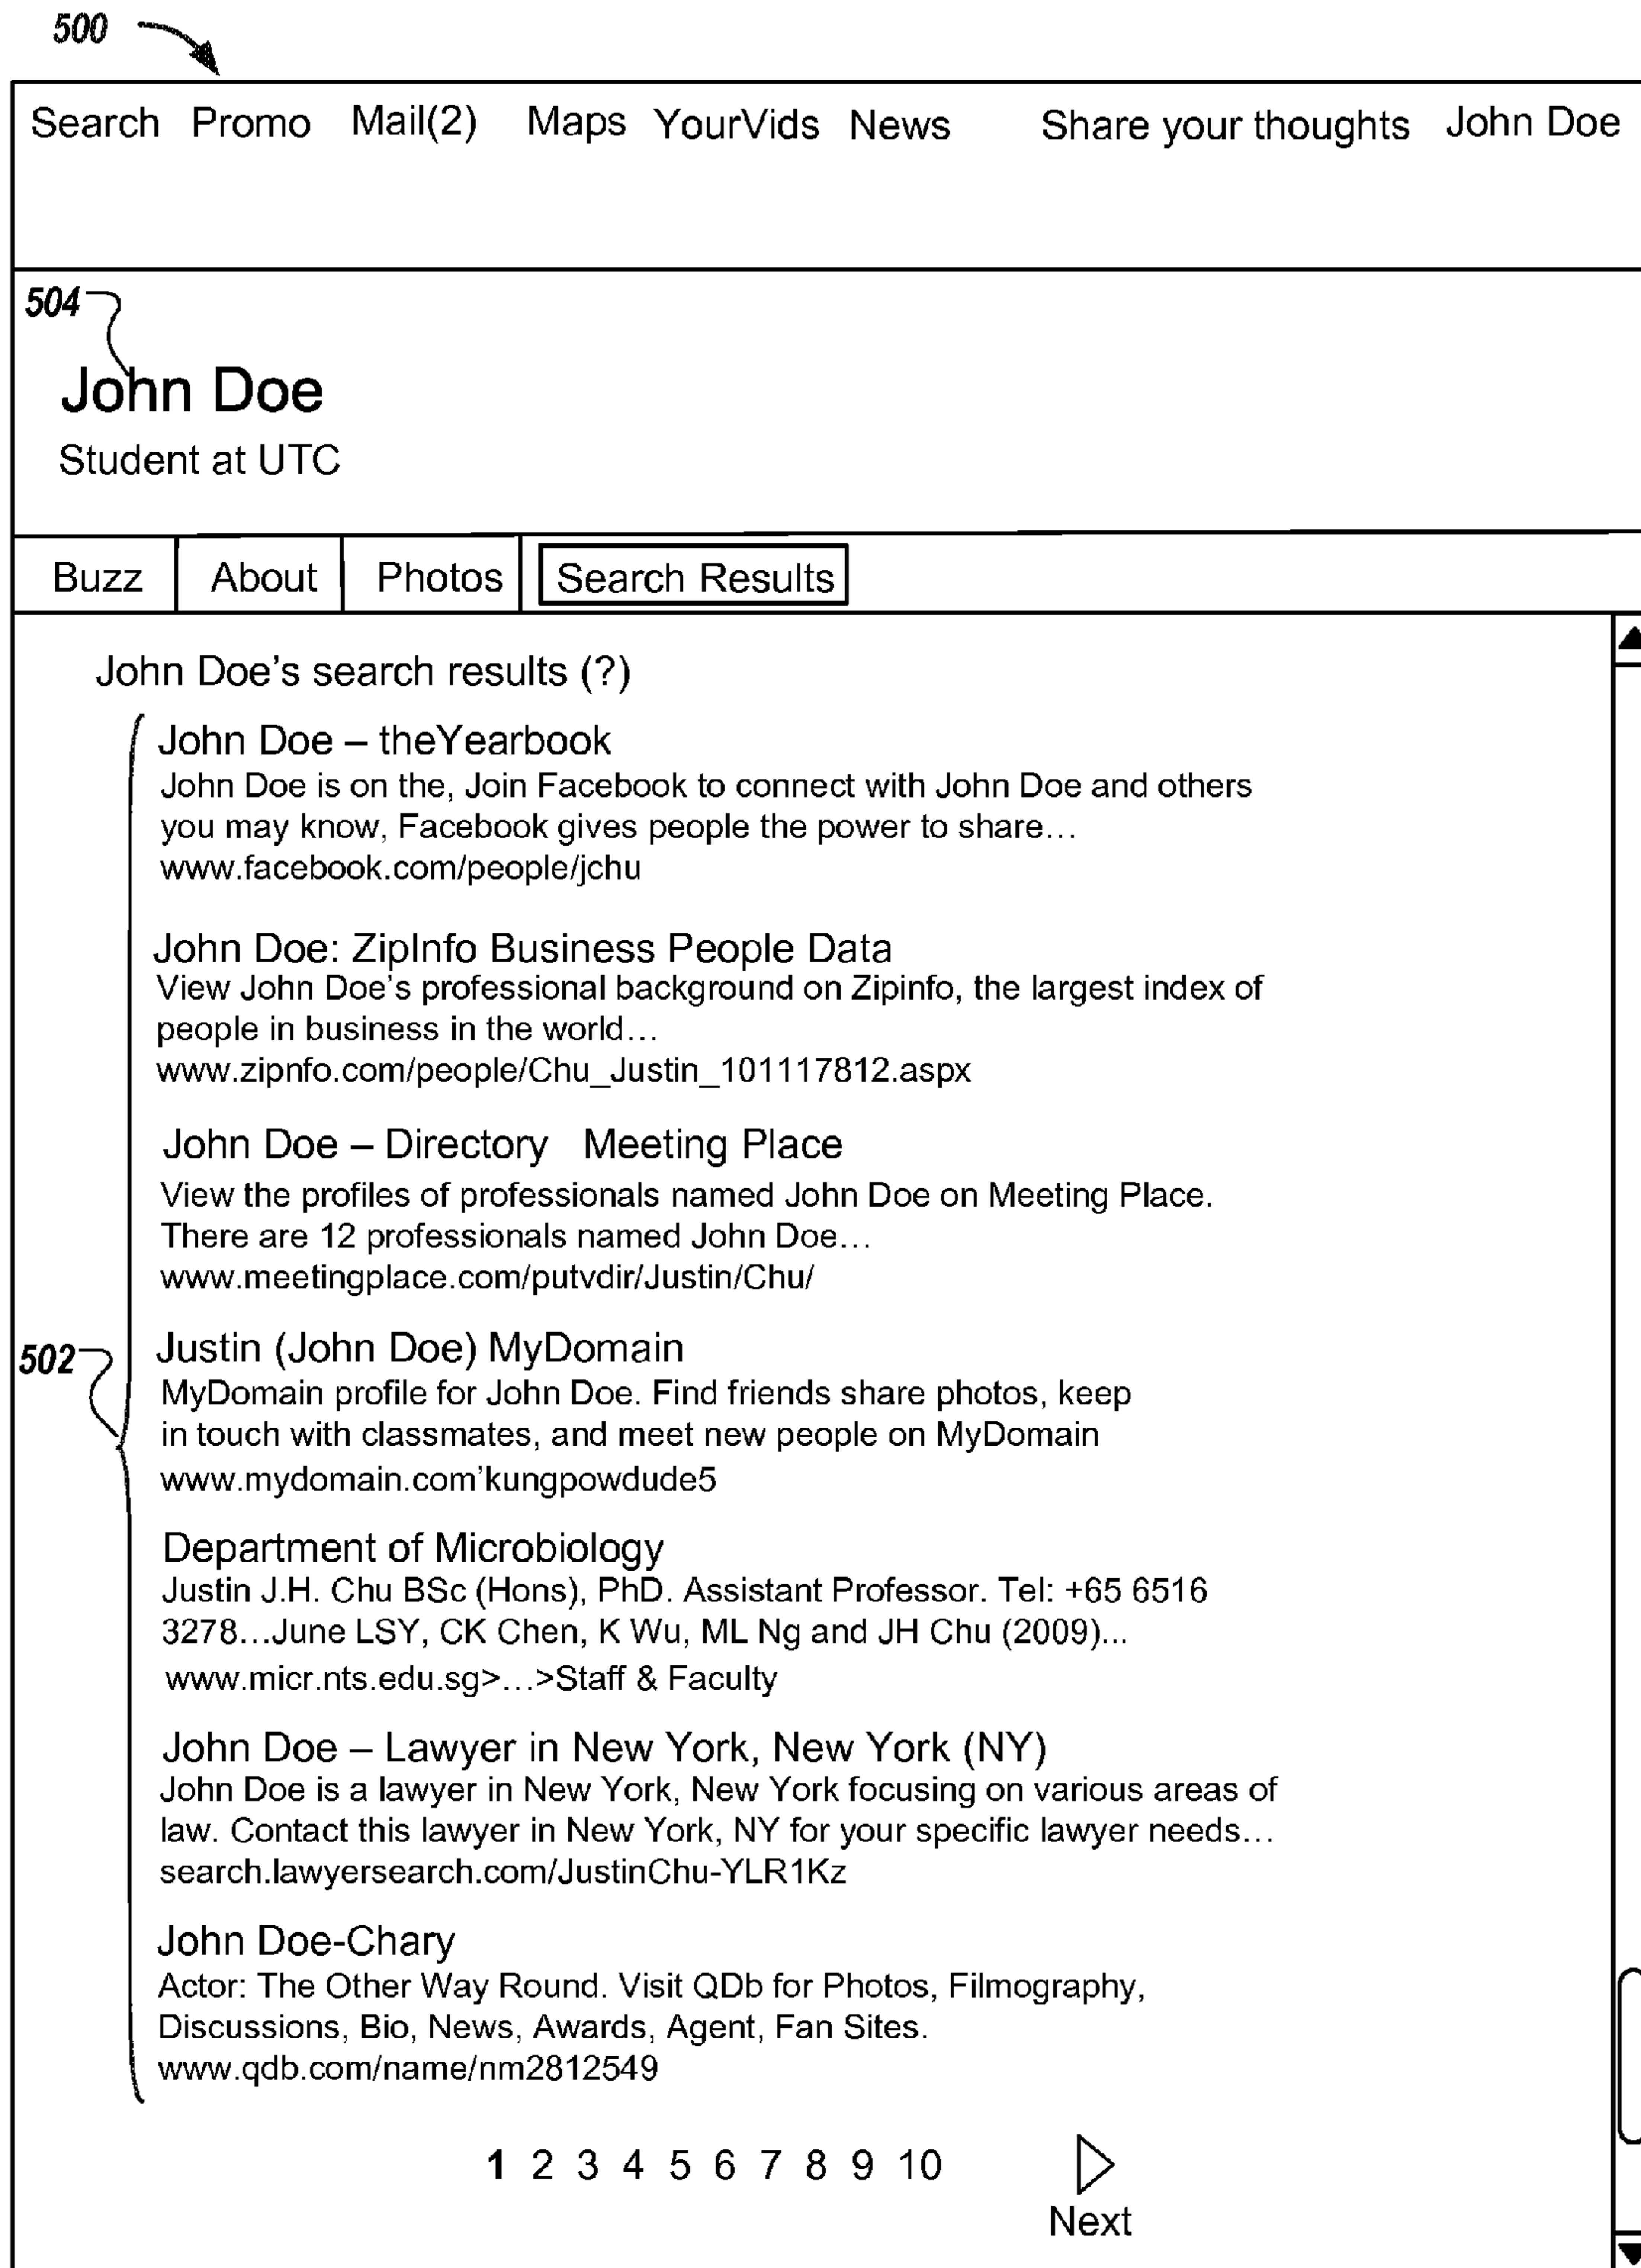 500
Search Promo Mail(2) Maps YourVids News Share your thoughts John Doe
504
John Doe
Student at UTC
Buzz About Photos Search Results
John Doe's search results (?)
John Doe – theYearbook
John Doe is on the, Join Facebook to connect with John Doe and others
you may know, Facebook gives people the power to share...
www.facebook.com/people/jchu
John Doe: ZipInfo Business People Data
View John Doe's professional background on Zipinfo, the largest index of
people in business in the world...
www.zipnfo.com/people/Chu_Justin_101117812.aspx
John Doe – Directory Meeting Place
View the profiles of professionals named John Doe on Meeting Place.
There are 12 professionals named John Doe...
www.meetingplace.com/putvdir/Justin/Chu/
502
Justin (John Doe) MyDomain
MyDomain profile for John Doe. Find friends share photos, keep
in touch with classmates, and meet new people on MyDomain
www.mydomain.com'kungpowdude5
Department of Microbiology
Justin J.H. Chu BSc (Hons), PhD. Assistant Professor. Tel: +65 6516
3278...June LSY, CK Chen, K Wu, ML Ng and JH Chu (2009)...
www.micr.nts.edu.sg>...>Staff & Faculty
John Doe – Lawyer in New York, New York (NY)
John Doe is a lawyer in New York, New York focusing on various areas of
law. Contact this lawyer in New York, NY for your specific lawyer needs...
search.lawyersearch.com/JustinChu-YLR1Kz
John Doe-Chary
Actor: The Other Way Round. Visit QDb for Photos, Filmography,
Discussions, Bio, News, Awards, Agent, Fan Sites.
www.qdb.com/name/nm2812549
1 2 3 4 5 6 7 8 9 10
Next